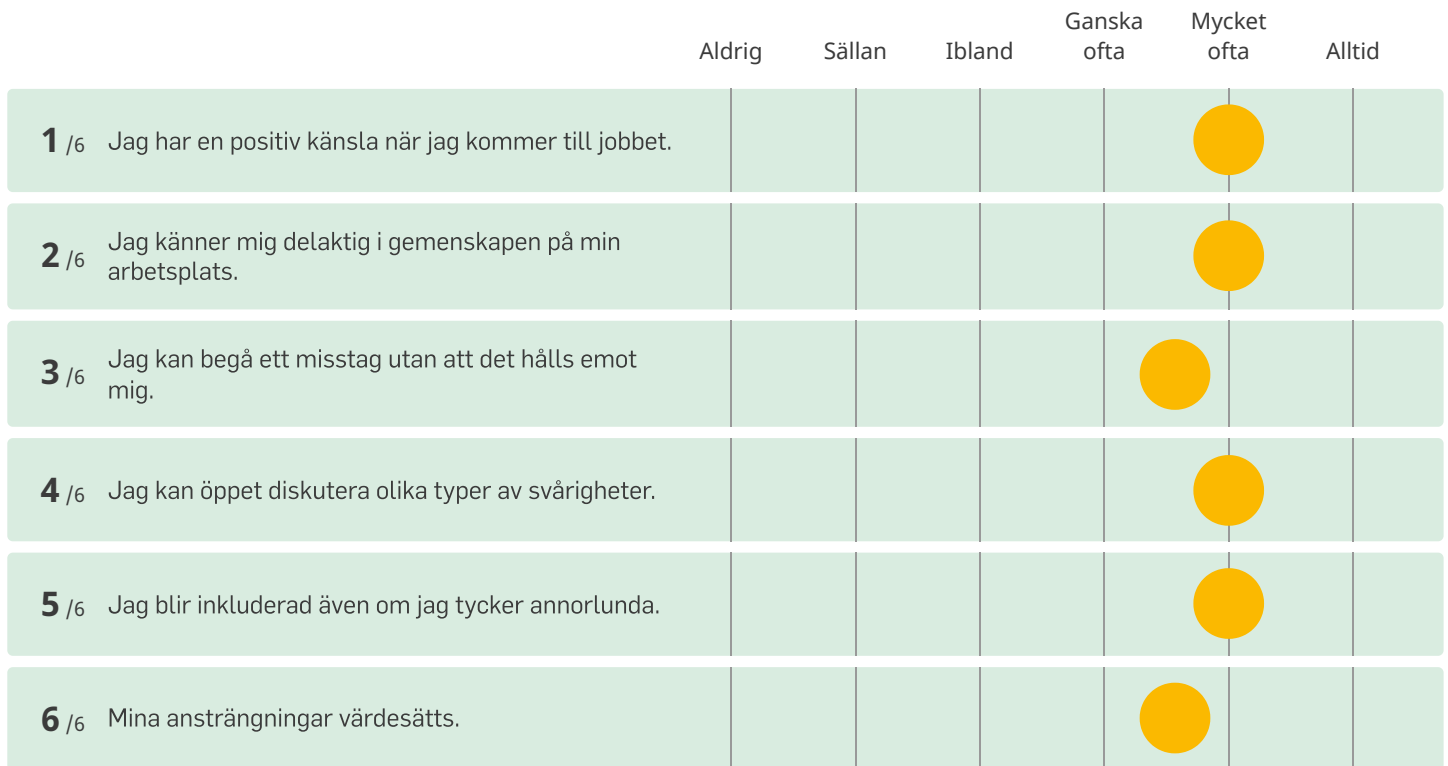 Aldrig Sällan Ibland Ganska ofta Mycket ofta Alltid
1 /6 Jag har en positiv känsla när jag kommer till jobbet.
2 /6 Jag känner mig delaktig i gemenskapen på min
arbetsplats.
3 /6 Jag kan begå ett misstag utan att det hålls emot
mig.
4 /6 Jag kan öppet diskutera olika typer av svårigheter.
5 /6 Jag blir inkluderad även om jag tycker annorlunda.
6 /6 Mina ansträngningar värdesätts.